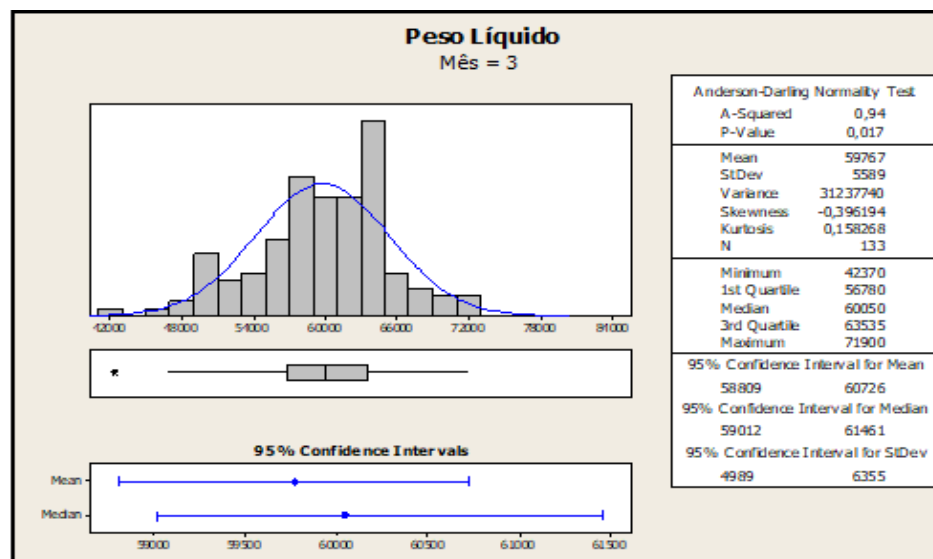 Peso Líquido
Mês = 3
42000 48000 54000 60000 66000 72000 78000 84000
95% Confidence Intervals
Mean
Median
59000 59500 60000 60500 61000 61500
Anderson-Darling Normality Test
A-Squared 0,94
P-Value 0,017
Mean 59767
StDev 5589
Variance 31237740
Skewness -0,396194
Kurtosis 0,158268
N 133
Minimum 42370
1st Quartile 56780
Median 60050
3rd Quartile 63535
Maximum 71900
95% Confidence Interval for Mean
58809 60726
95% Confidence Interval for Median
59012 61461
95% Confidence Interval for StDev
4989 6355